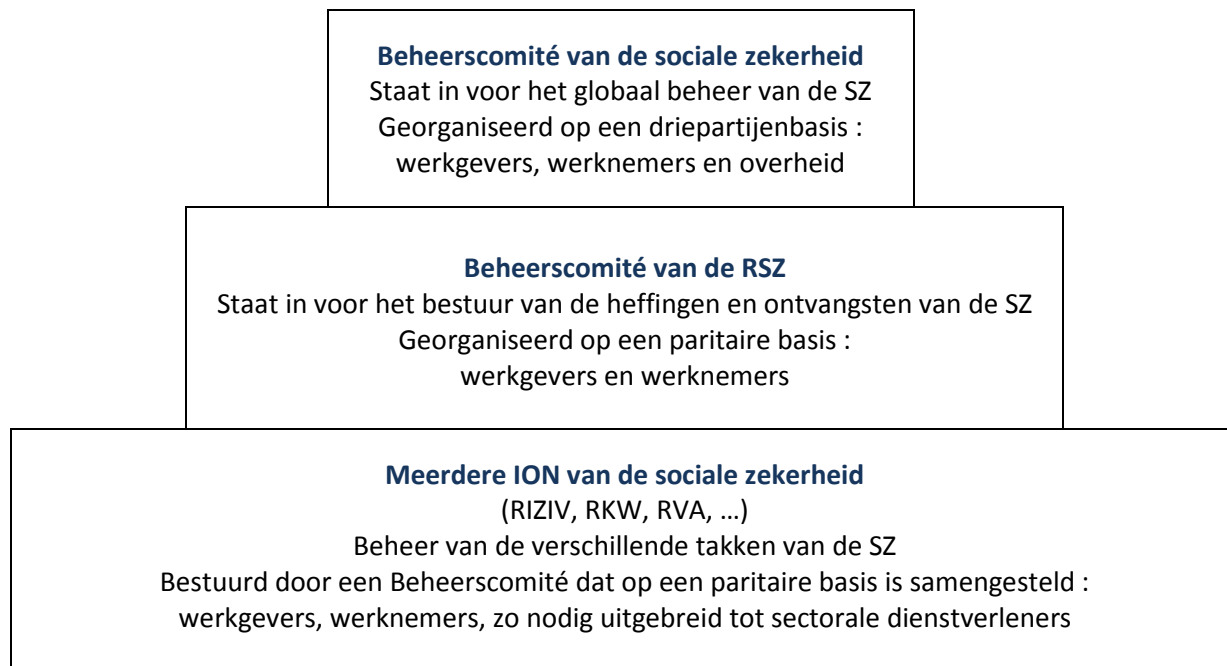 Beheerscomité van de sociale zekerheid
Staat in voor het globaal beheer van de SZ
Georganiseerd op een driepartijenbasis :
werkgevers, werknemers en overheid
Beheerscomité van de RSZ
Staat in voor het bestuur van de heffingen en ontvangsten van de SZ
Georganiseerd op een paritaire basis :
werkgevers en werknemers
Meerdere ION van de sociale zekerheid
(RIZIV, RKW, RVA, …)
Beheer van de verschillende takken van de SZ
Bestuurd door een Beheerscomité dat op een paritaire basis is samengesteld :
werkgevers, werknemers, zo nodig uitgebreid tot sectorale dienstverleners